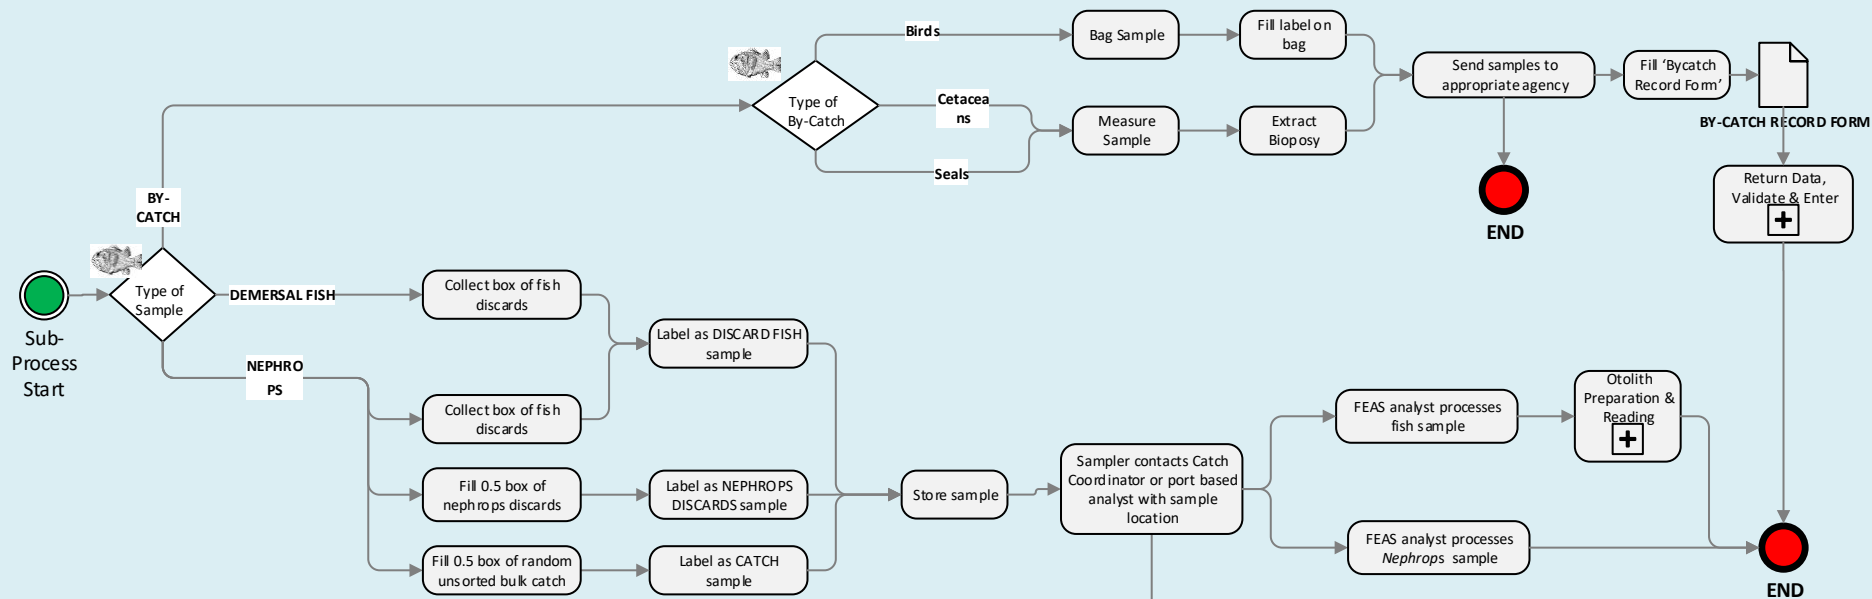 Birds
Bag Sample
Fill label on
bag
Type of
By-Catch
Cetacea
ns
Seals
Measure
Sample
Extract
Bioposy
Send samples to
appropriate agency
Fill ‘Bycatch
Record Form’
BY-CATCH RECORD FORM
END
Return Data,
Validate & Enter
BY-
CATCH
Sub-
Process
Start
Type of
Sample
DEMERSAL FISH
Collect box of fish
discards
Label as DISCARD FISH
sample
NEPHRO
PS
Collect box of fish
discards
Fill 0.5 box of
nephrops discards
Label as NEPHROPS
DISCARDS sample
Fill 0.5 box of random
unsorted bulk catch
Label as CATCH
sample
Store sample
Sampler contacts Catch
Coordinator or port based
analyst with sample
location
FEAS analyst processes
fish sample
Otolith
Preparation &
Reading
FEAS analyst processes
Nephrops sample
END